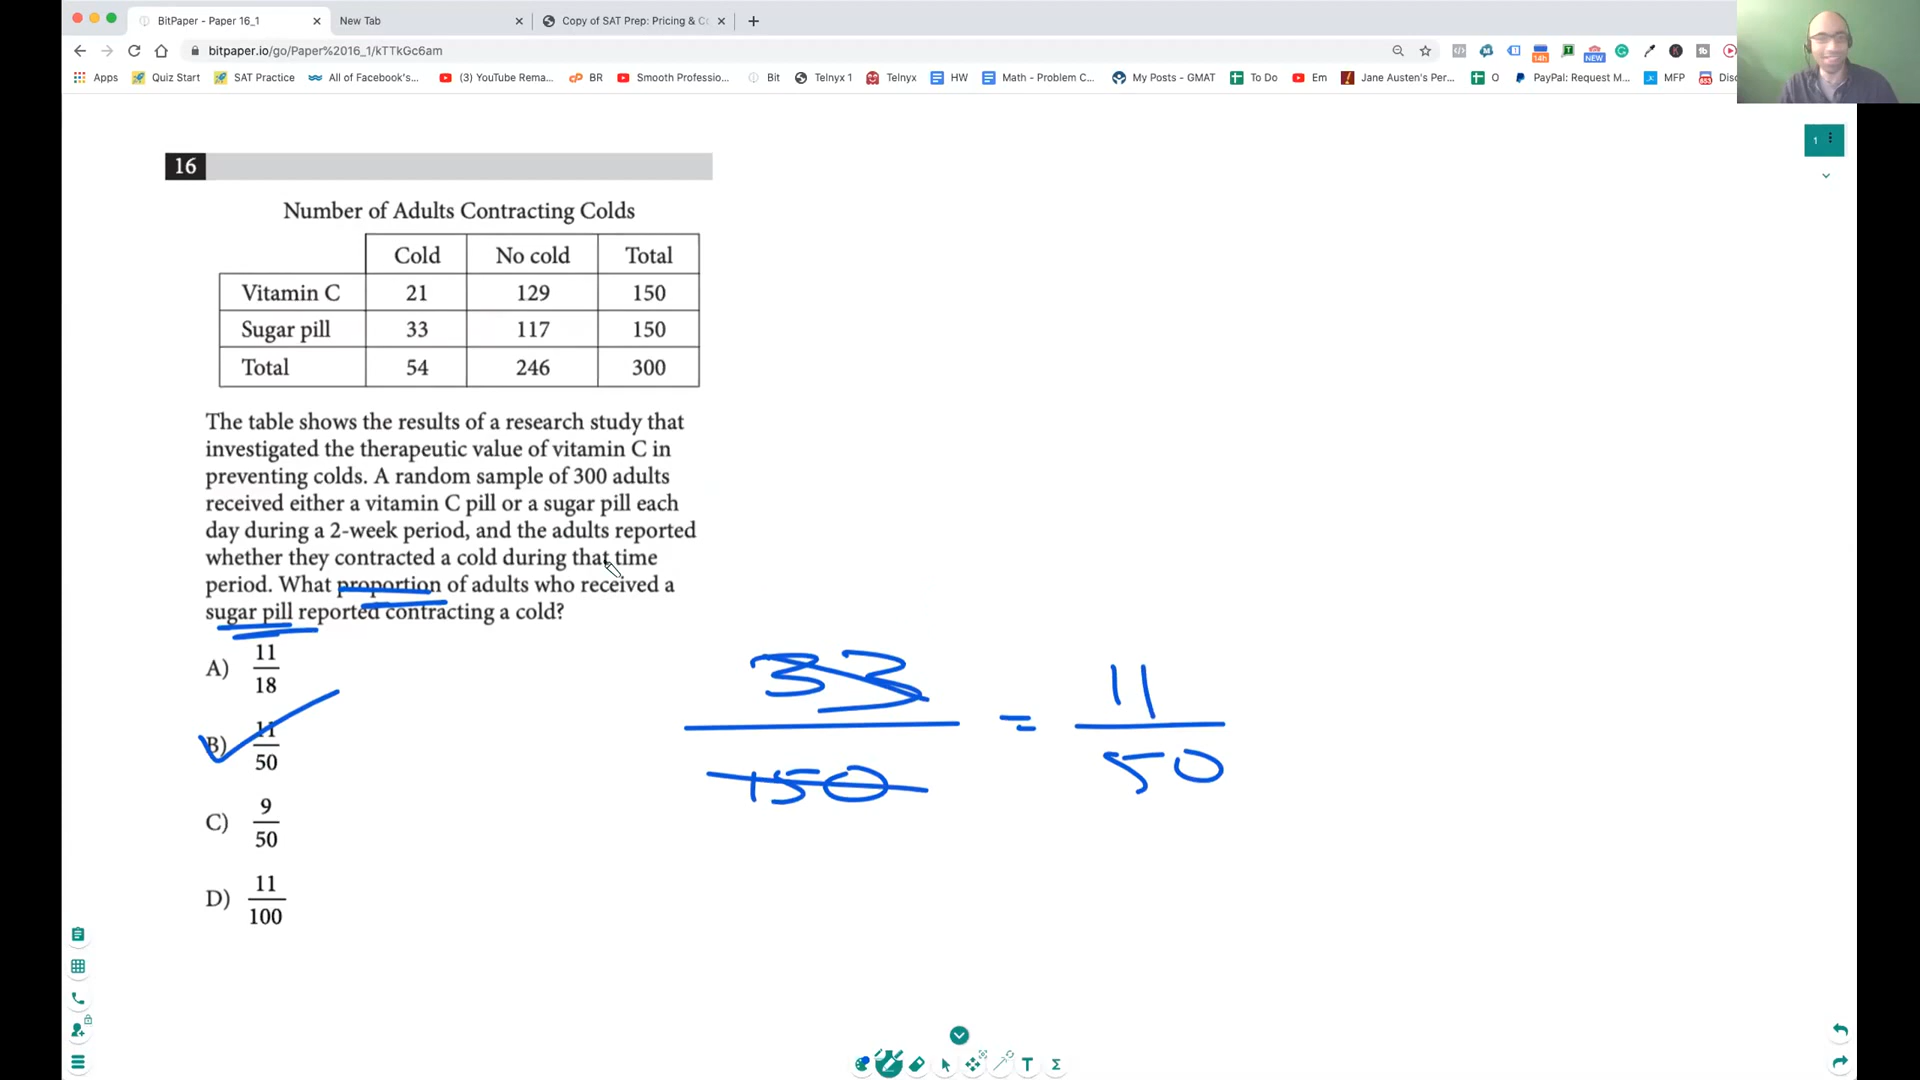 BitPaper - Paper 16_1
New Tab
Copy of SAT Prep: Pricing & C
bitpaper.io/go/Paper%2016_1/kTTkGc6am
Apps Quiz Start SAT Practice All of Facebook's... (3) YouTube Rema... BR Smooth Professio... Bit Telnyx 1 Telnyx HW Math - Problem C... My Posts - GMAT To Do Em Jane Austen's Per... O PayPal: Request M... MFP Disc
14h NEW
1
16
Number of Adults Contracting Colds
Cold No cold Total
Vitamin C 21 129 150
Sugar pill 33 117 150
Total 54 246 300
The table shows the results of a research study that
investigated the therapeutic value of vitamin C in
preventing colds. A random sample of 300 adults
received either a vitamin C pill or a sugar pill each
day during a 2-week period, and the adults reported
whether they contracted a cold during that time
period. What proportion of adults who received a
sugar pill reported contracting a cold?
A) 11/18
B) 11/50
C) 9/50
D) 11/100
33/150 = 11/50
T Σ